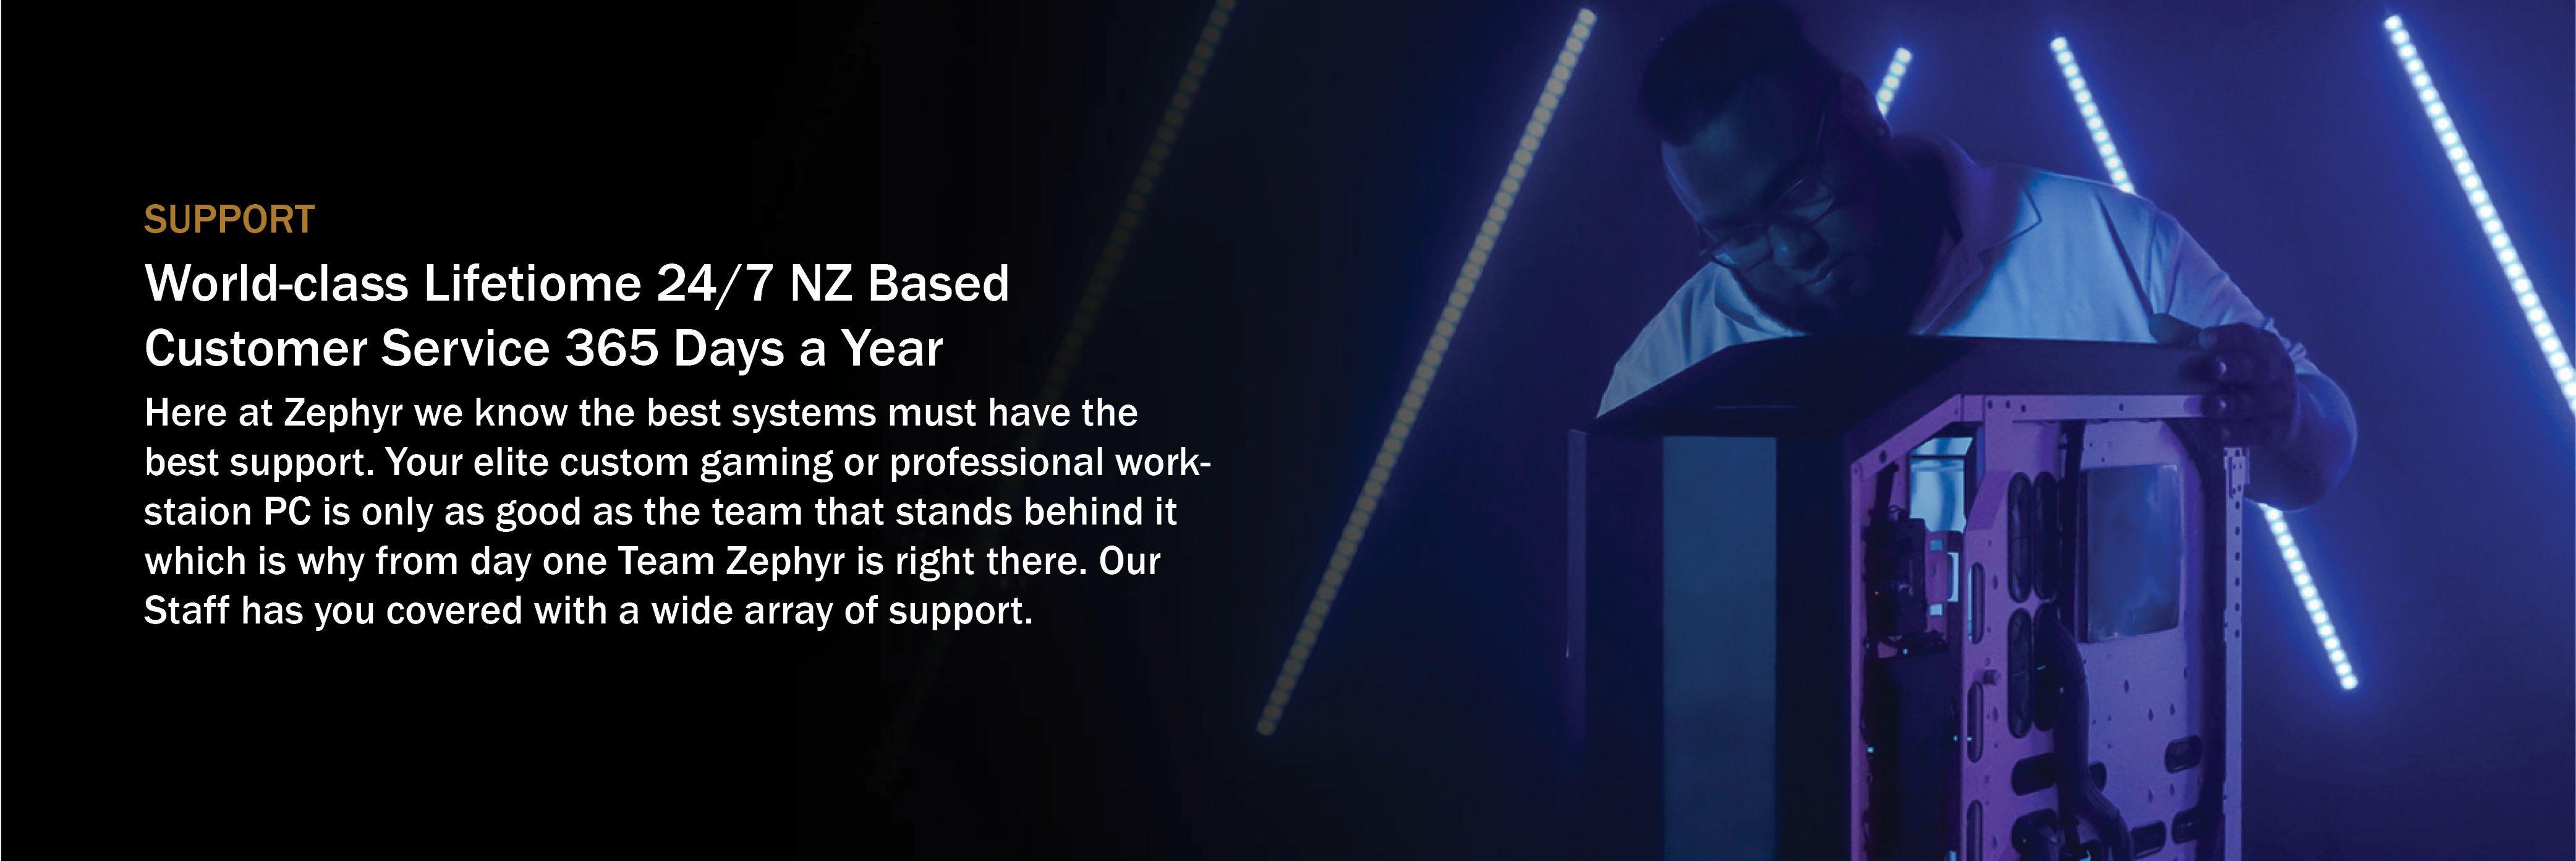 SUPPORT
World-class Lifetiome 24/7 NZ Based
Customer Service 365 Days a Year
Here at Zephyr we know the best systems must have the
best support. Your elite custom gaming or professional work-
staion PC is only as good as the team that stands behind it
which is why from day one Team Zephyr is right there. Our
Staff has you covered with a wide array of support.